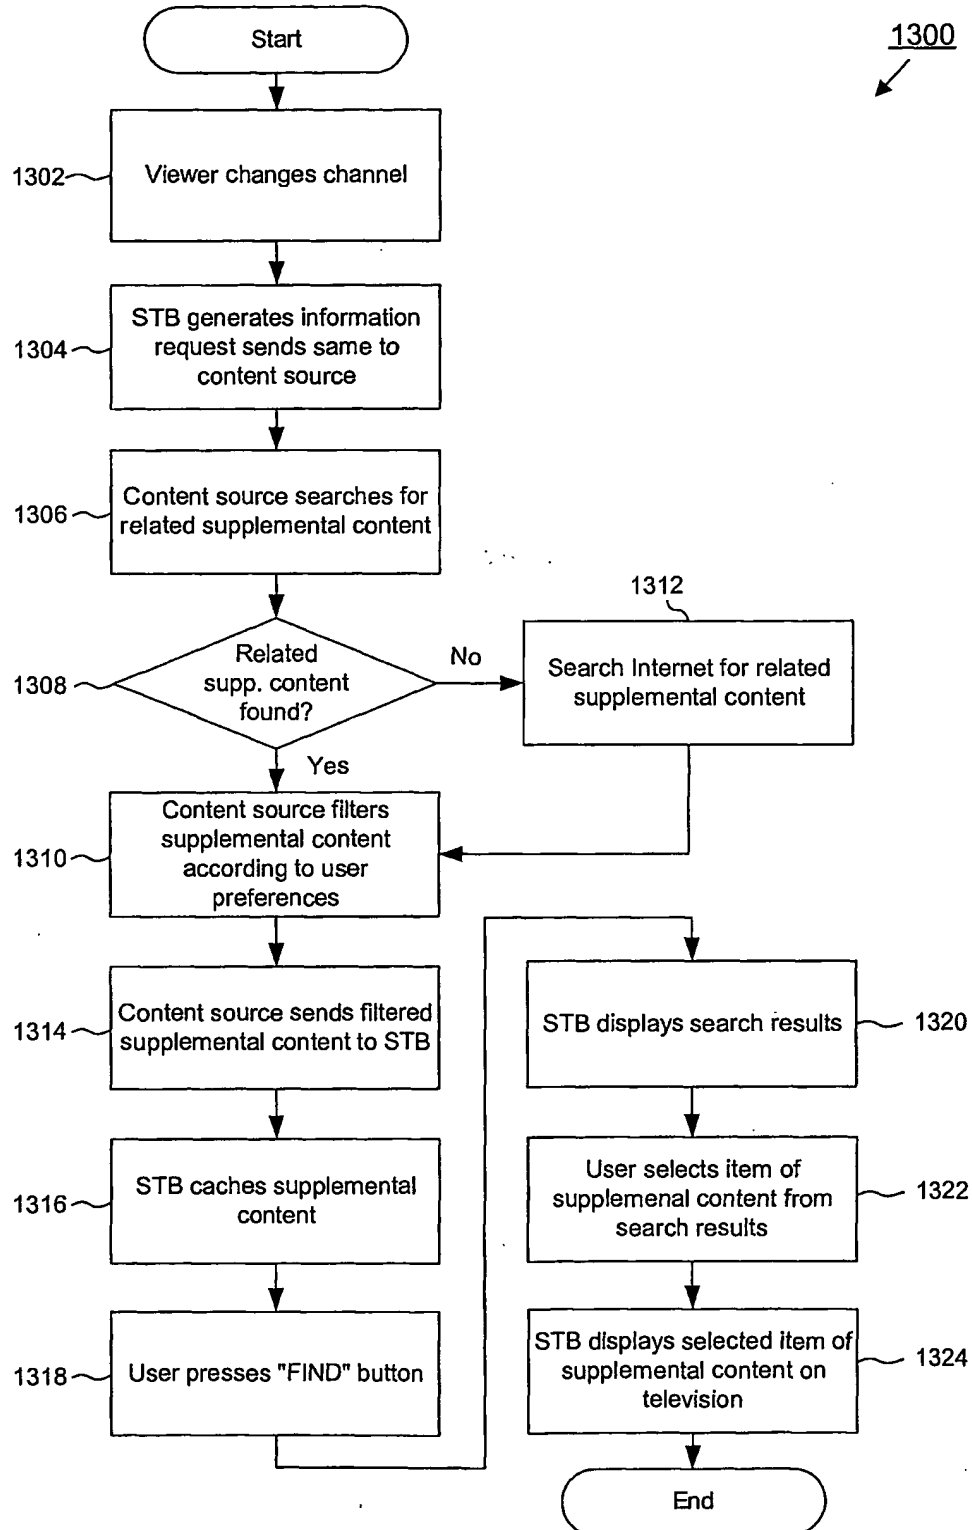 Start
1300
1302
Viewer changes channel
1304
STB generates information
request sends same to
content source
1306
Content source searches for
related supplemental content
1308
Related
supp. content
found?
No
1312
Search Internet for related
supplemental content
Yes
1310
Content source filters
supplemental content
according to user
preferences
1314
Content source sends filtered
supplemental content to STB
1316
STB caches supplemental
content
1318
User presses "FIND" button
STB displays search results
1320
User selects item of
supplemenal content from
search results
1322
STB displays selected item of
supplemental content on
television
1324
End